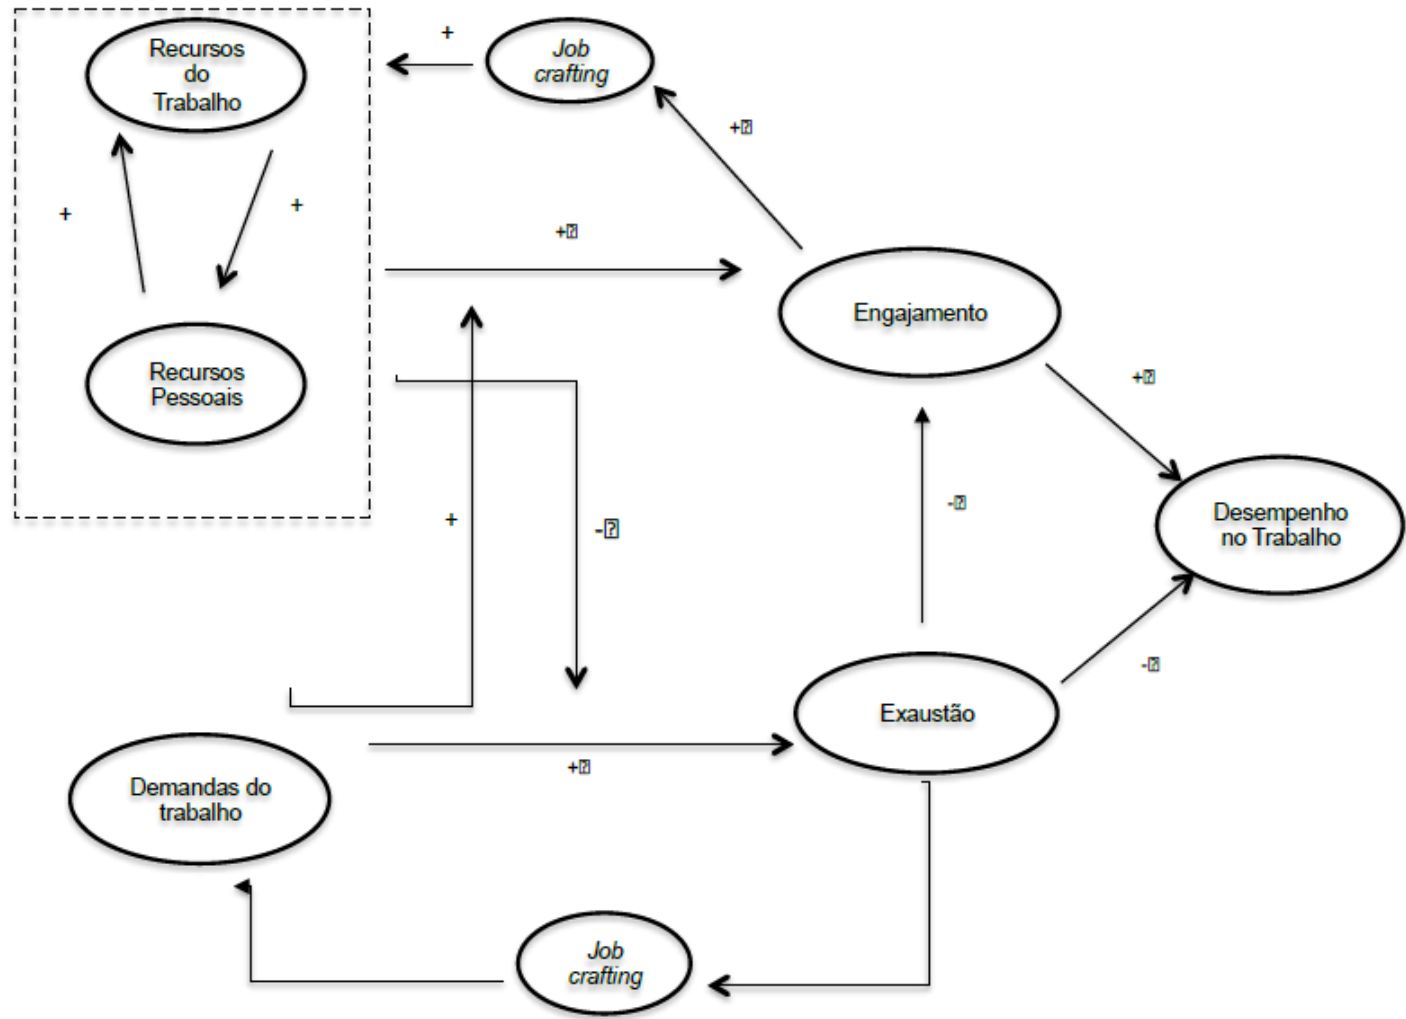 Recursos
do
Trabalho
+
Job
crafting
+
+
+
+
+
Recursos
Pessoais
Engajamento
+
+
-
-
Desempenho
no Trabalho
-
Exaustão
+
Demandas do
trabalho
Job
crafting